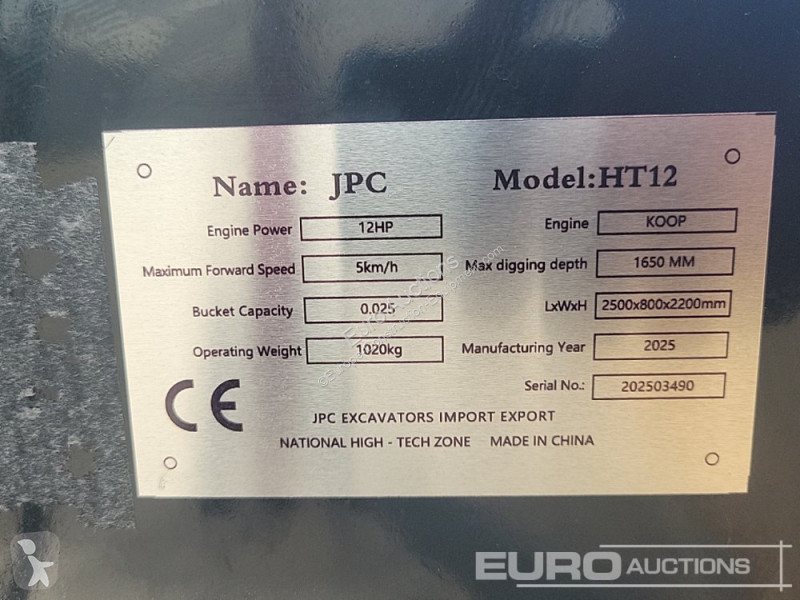 Name: JPC Model:HT12
Engine Power 12HP Engine KOOP
Maximum Forward Speed 5km/h Max digging depth 1650 MM
Bucket Capacity 0.025 LxWxH 2500x800x2200mm
Operating Weight 1020kg Manufacturing Year 2025
Serial No.: 202503490
CE
JPC EXCAVATORS IMPORT EXPORT
NATIONAL HIGH - TECH ZONE MADE IN CHINA
Euro Auctions
EURO AUCTIONS